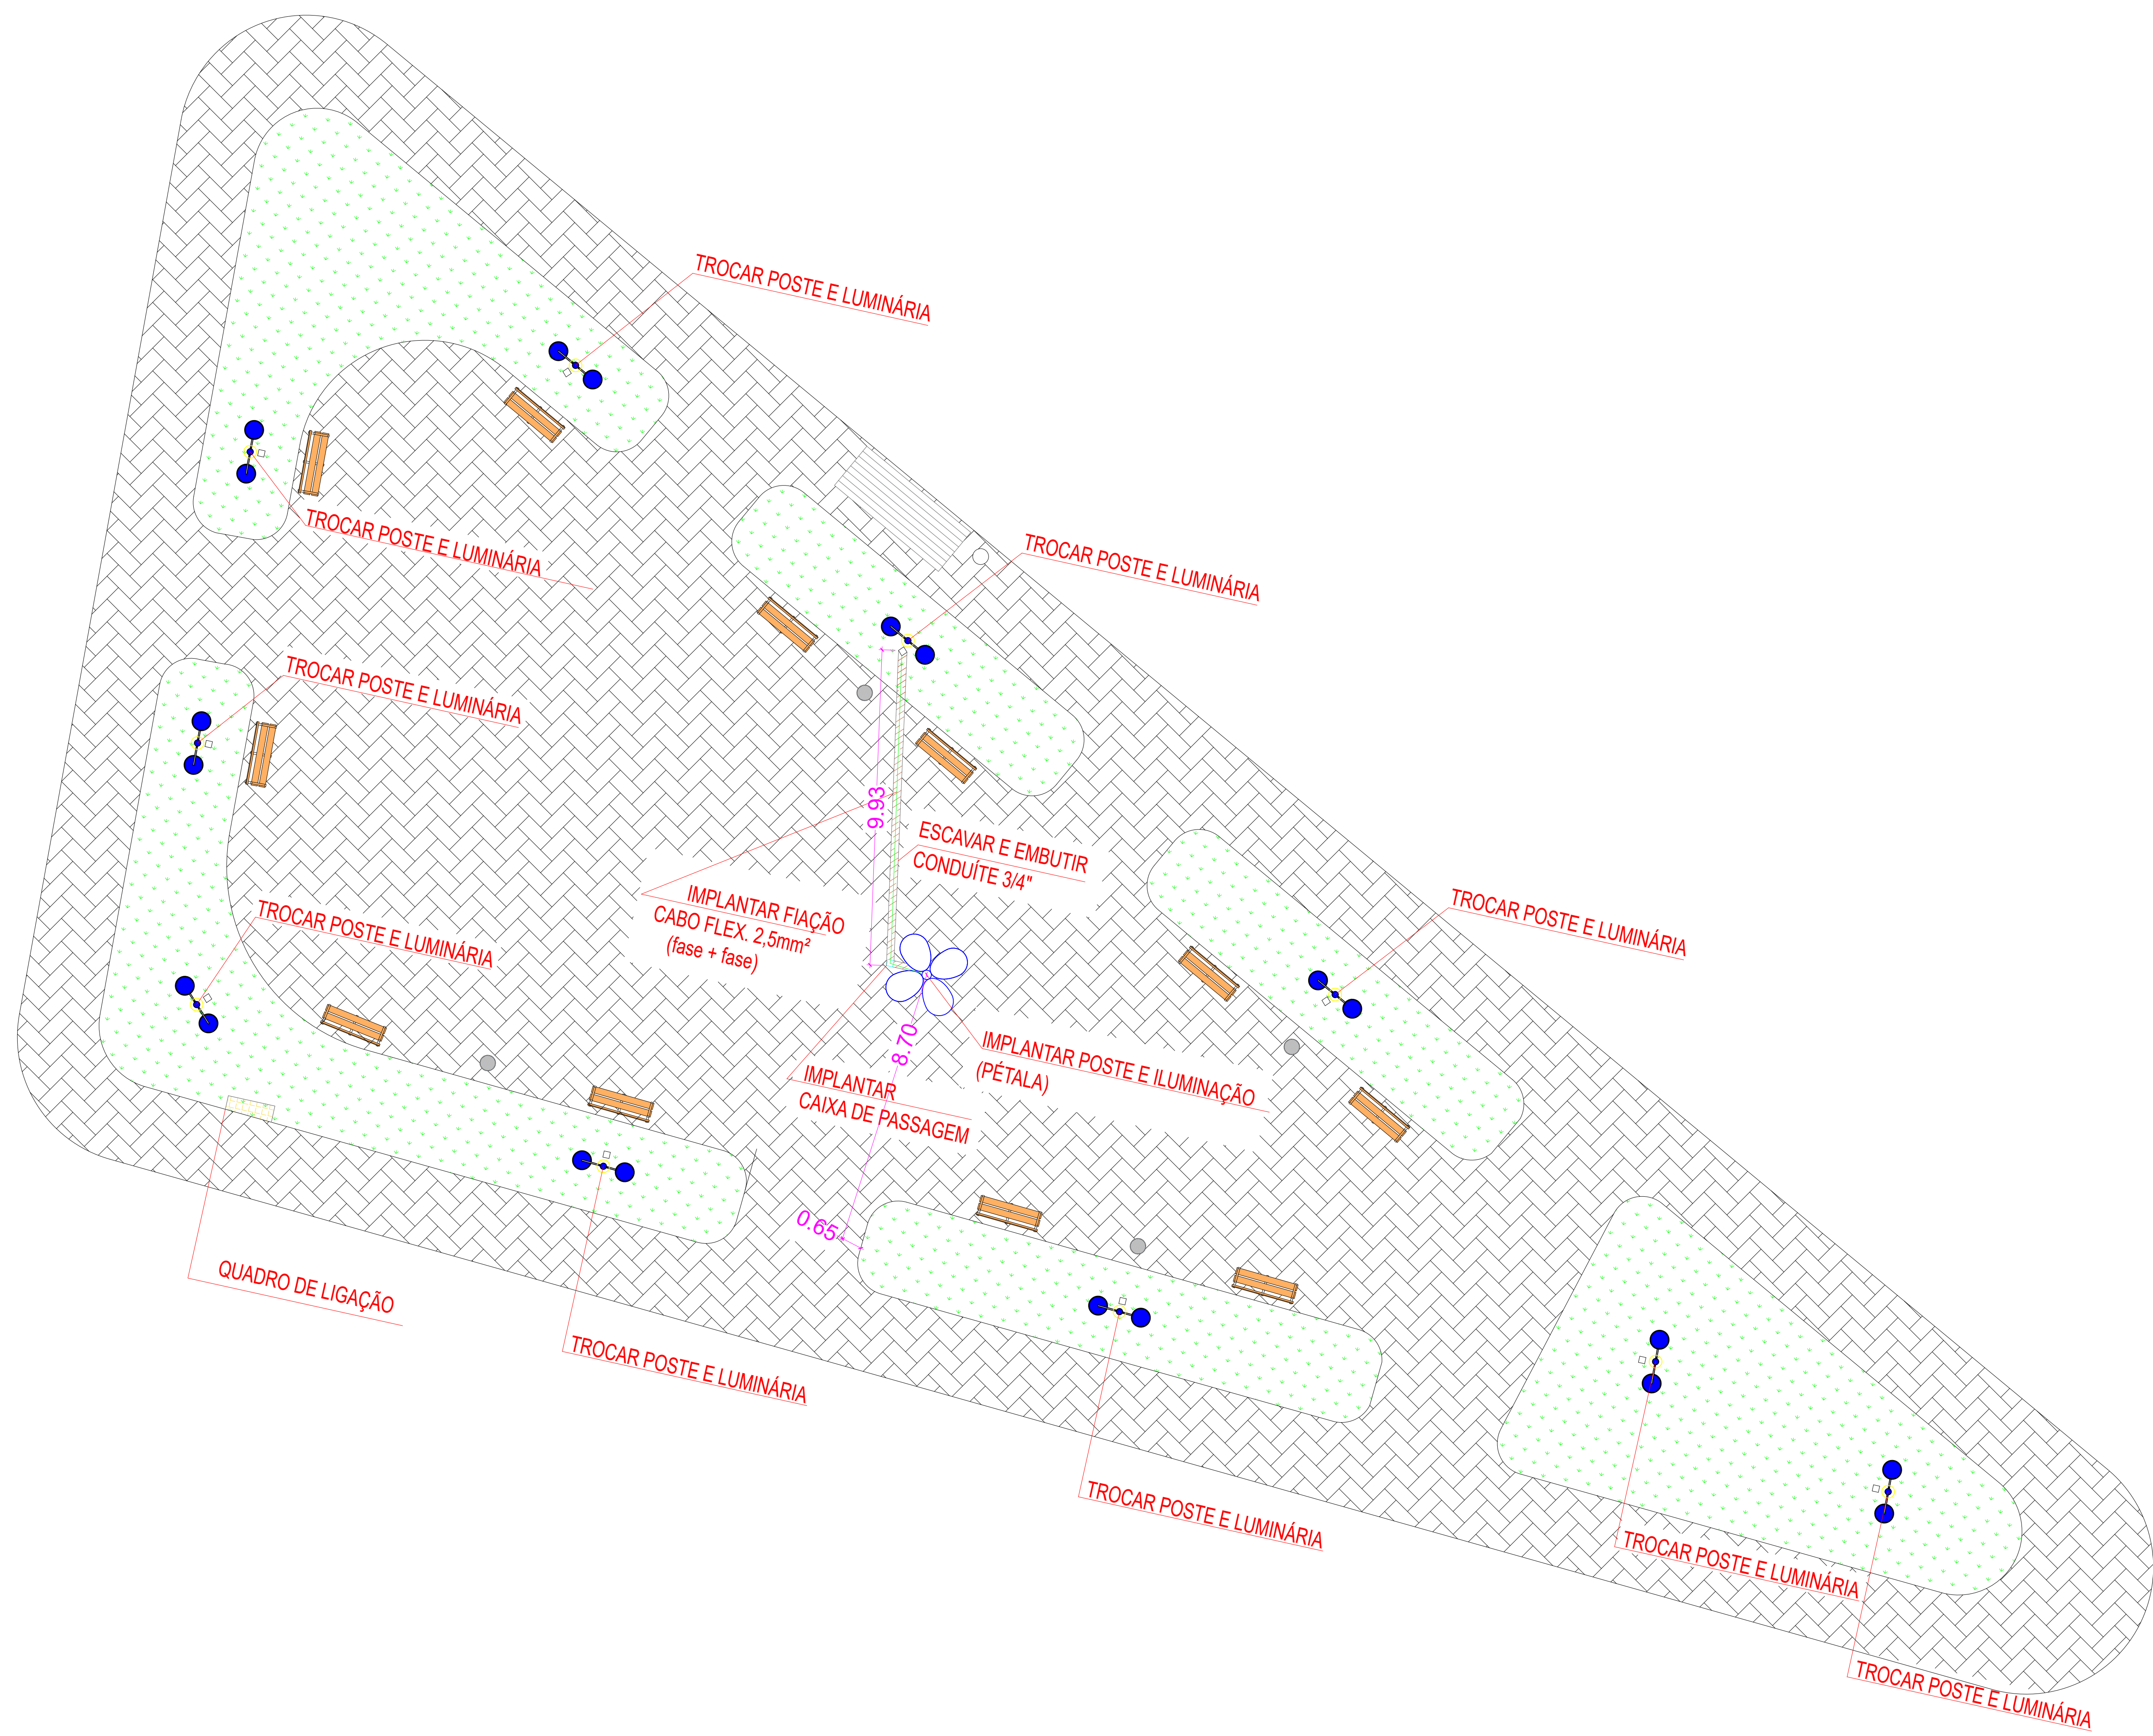 TROCAR POSTE E LUMINÁRIA
TROCAR POSTE E LUMINÁRIA
TROCAR POSTE E LUMINÁRIA
TROCAR POSTE E LUMINÁRIA
9.93
ESCAVAR E EMBUTIR
CONDUÍTE 3/4"
IMPLANTAR FIAÇÃO
CABO FLEX. 2,5mm²
(fase + fase)
TROCAR POSTE E LUMINÁRIA
TROCAR POSTE E LUMINÁRIA
8.70
IMPLANTAR POSTE E ILUMINAÇÃO
(PÉTALA)
IMPLANTAR
CAIXA DE PASSAGEM
0.65
QUADRO DE LIGAÇÃO
TROCAR POSTE E LUMINÁRIA
TROCAR POSTE E LUMINÁRIA
TROCAR POSTE E LUMINÁRIA
TROCAR POSTE E LUMINÁRIA